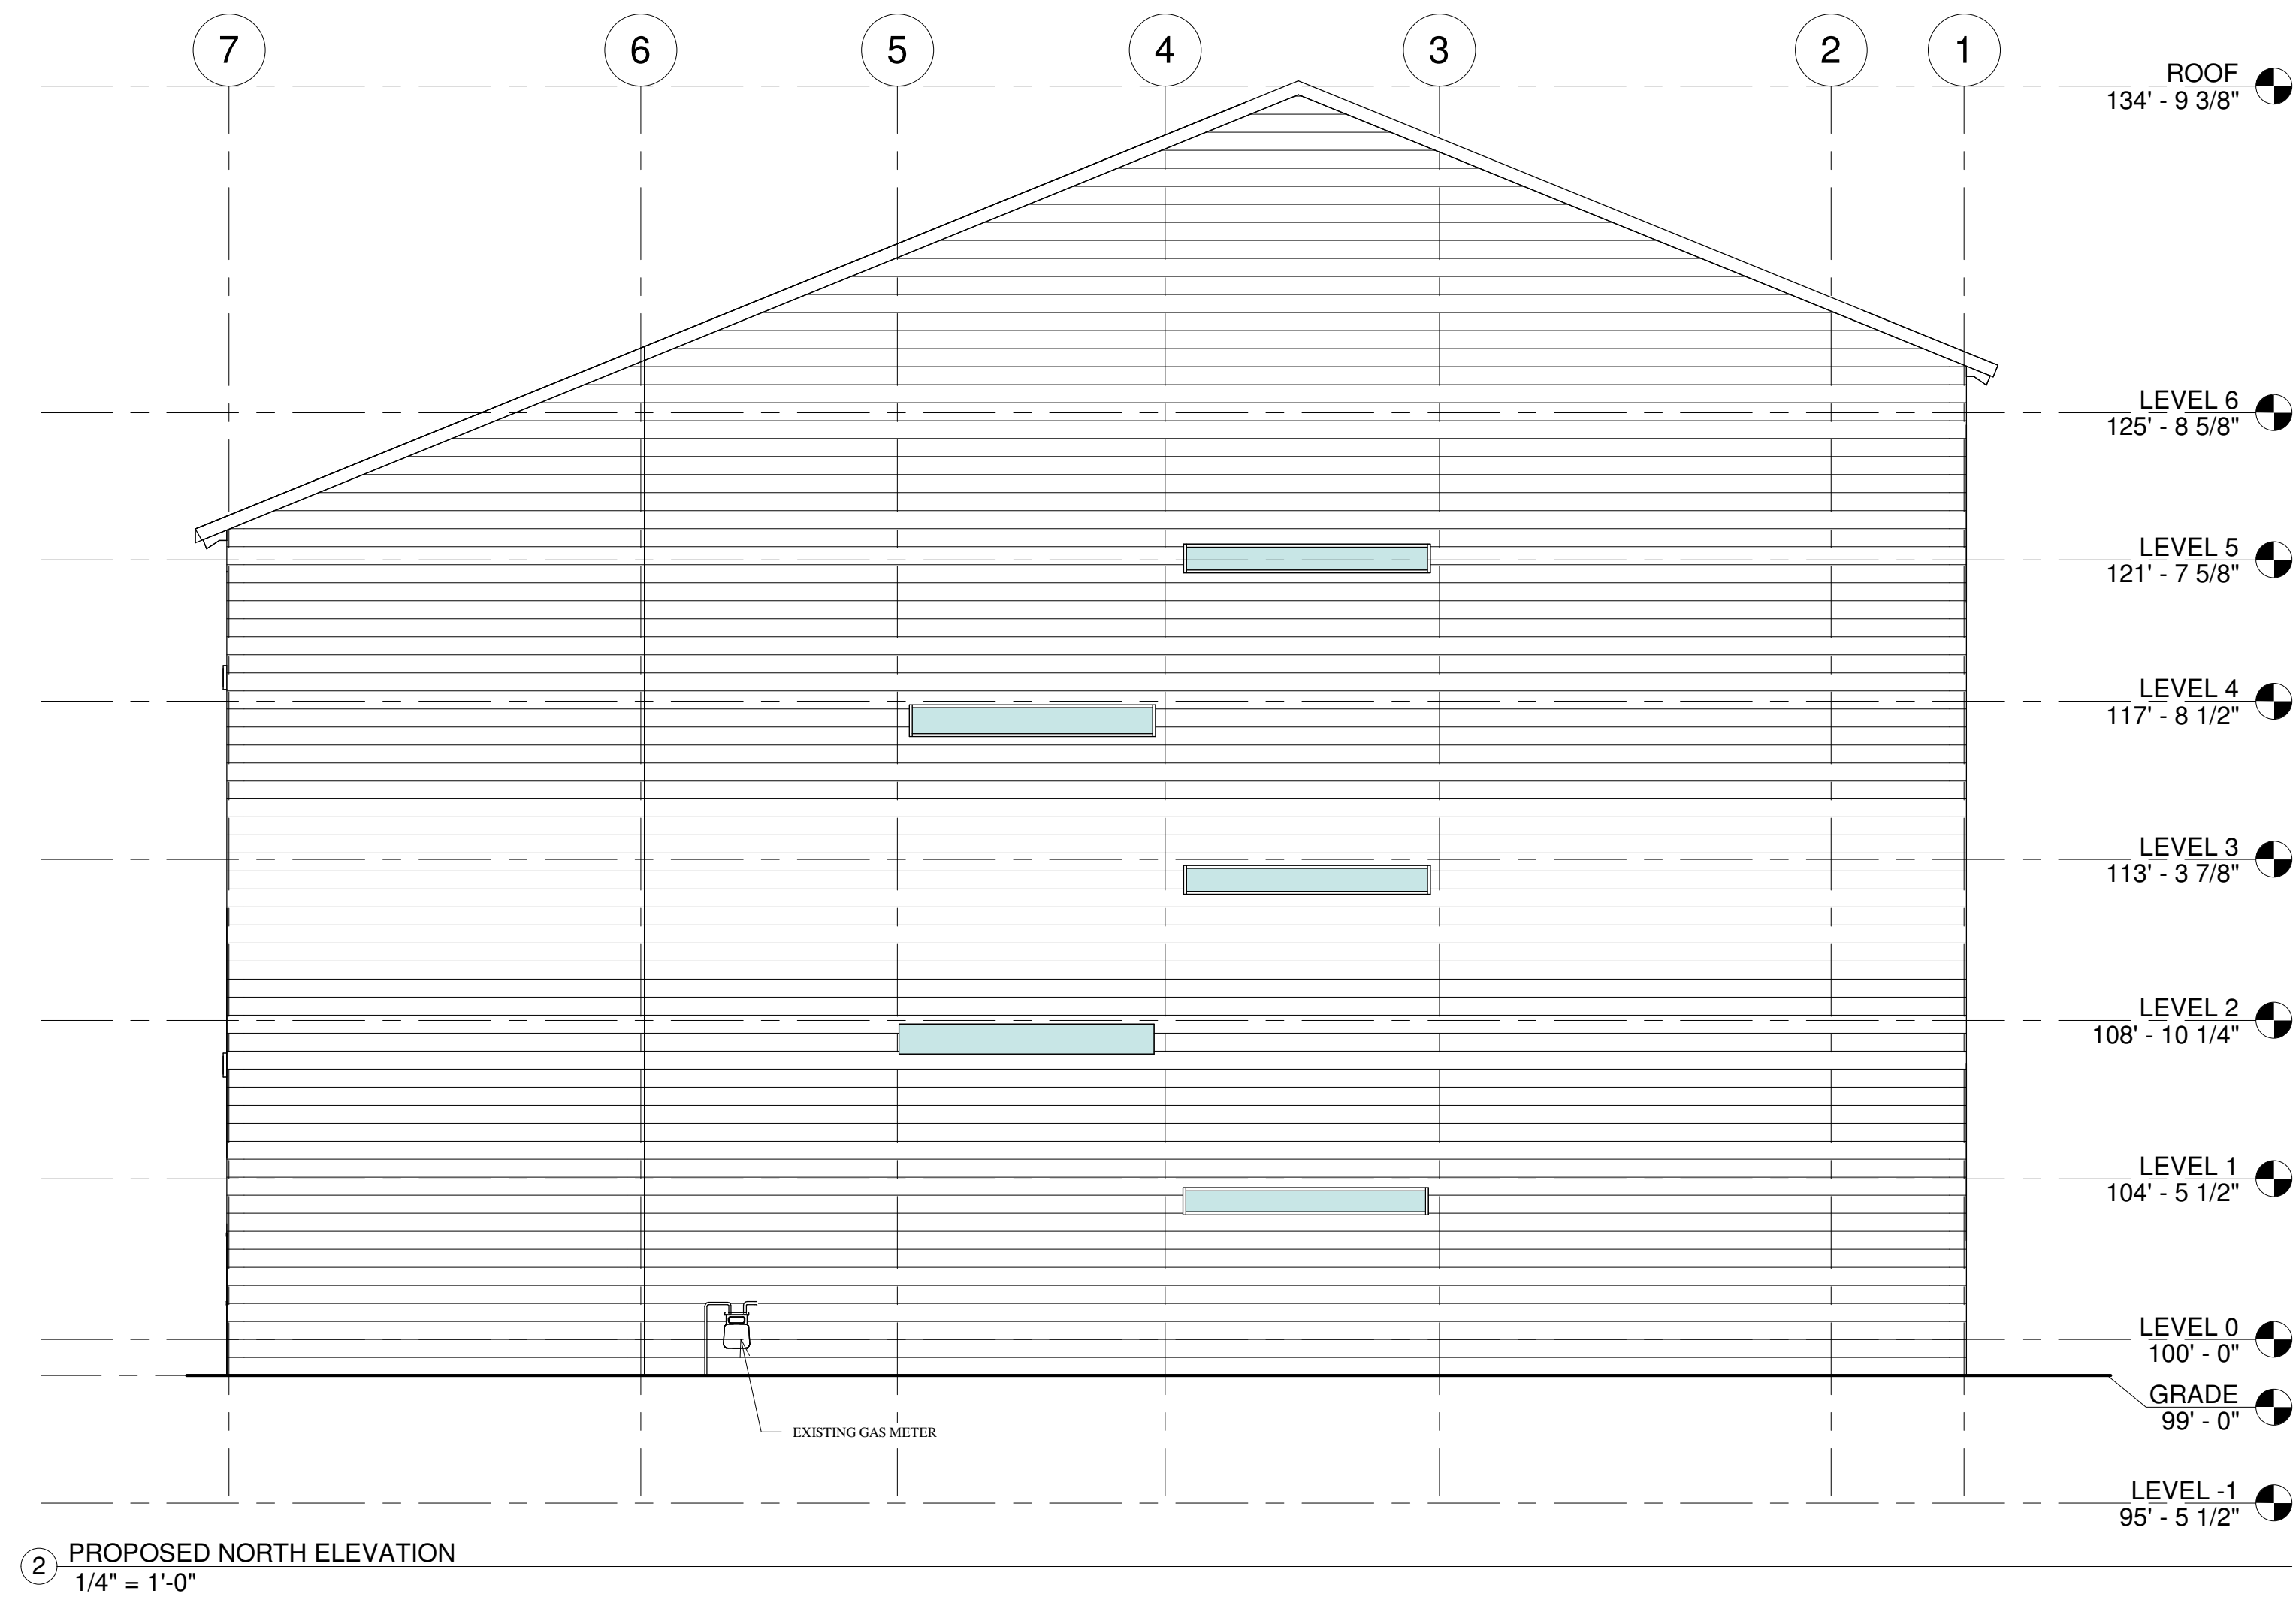 7 6 5 4 3 2 1
ROOF
134' - 9 3/8"
LEVEL 6
125' - 8 5/8"
LEVEL 5
121' - 7 5/8"
LEVEL 4
117' - 8 1/2"
LEVEL 3
113' - 3 7/8"
LEVEL 2
108' - 10 1/4"
LEVEL 1
104' - 5 1/2"
LEVEL 0
100' - 0"
GRADE
99' - 0"
EXISTING GAS METER
LEVEL -1
95' - 5 1/2"
2 PROPOSED NORTH ELEVATION
1/4" = 1'-0"